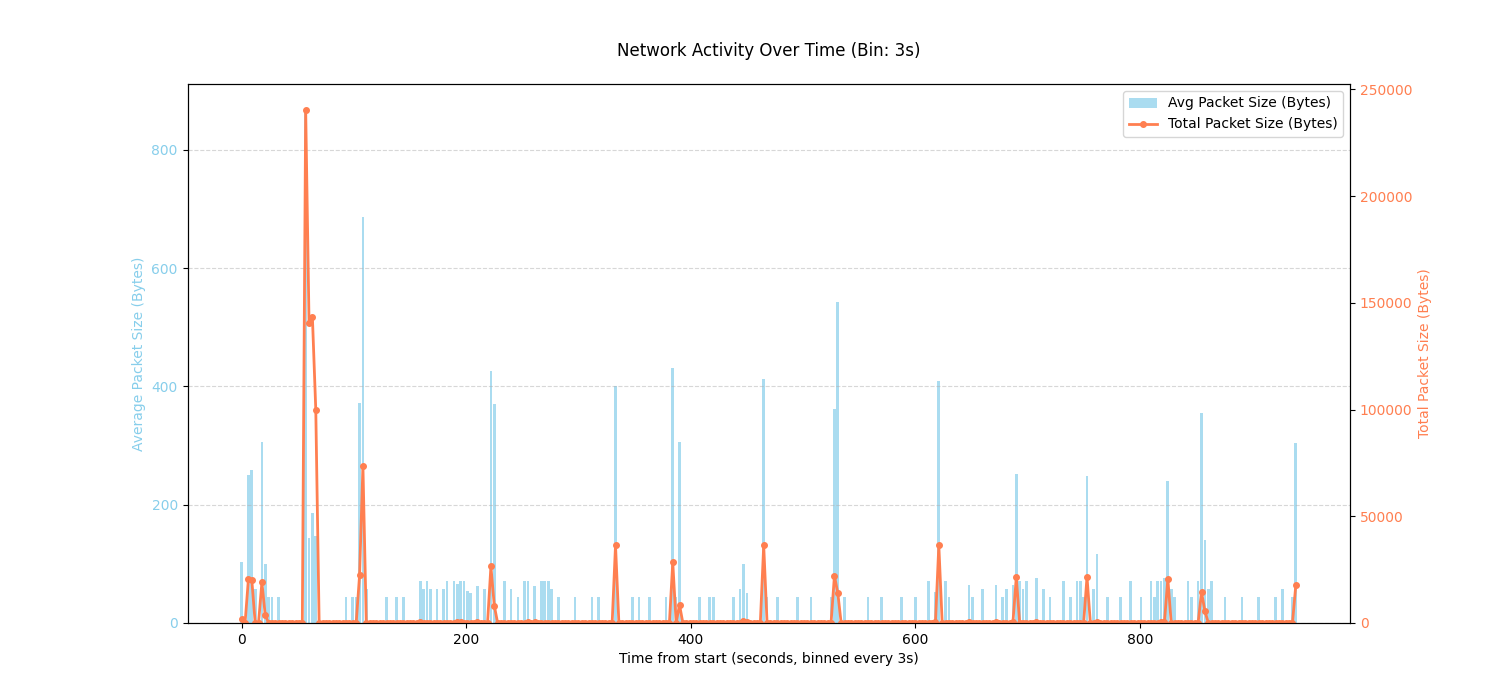 Network Activity Over Time (Bin: 3s)
Avg Packet Size (Bytes)
Total Packet Size (Bytes)
Average Packet Size (Bytes)
800
600
400
200
0
250000
200000
150000
100000
50000
0
Total Packet Size (Bytes)
0 200 400 600 800
Time from start (seconds, binned every 3s)